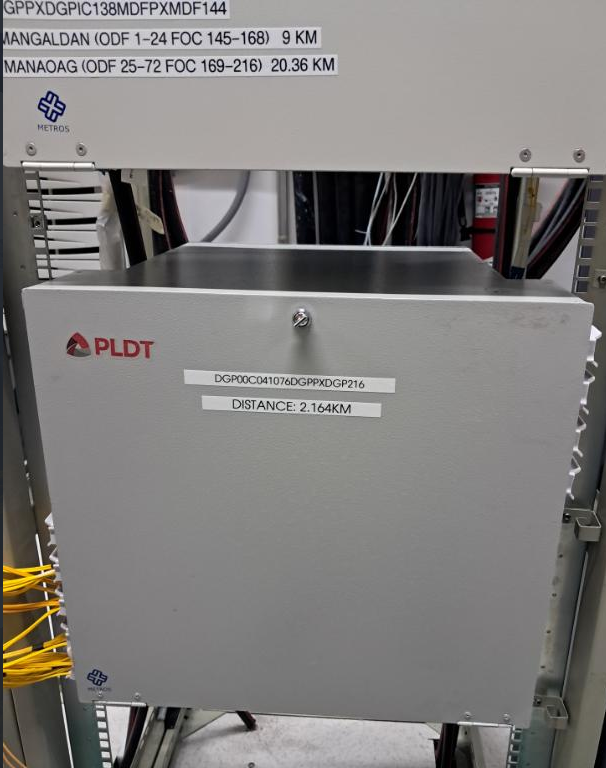 GPPXDGPIC138MDFPXMDF144
MANGALDAN (ODF 1-24 FOC 145-168) 9 KM
MANAOAG (ODF 25-72 FOC 169-216) 20.36 KM
METROS
PLDT
DGP00C041076DGPPXDGP216
DISTANCE: 2.164KM
METROS